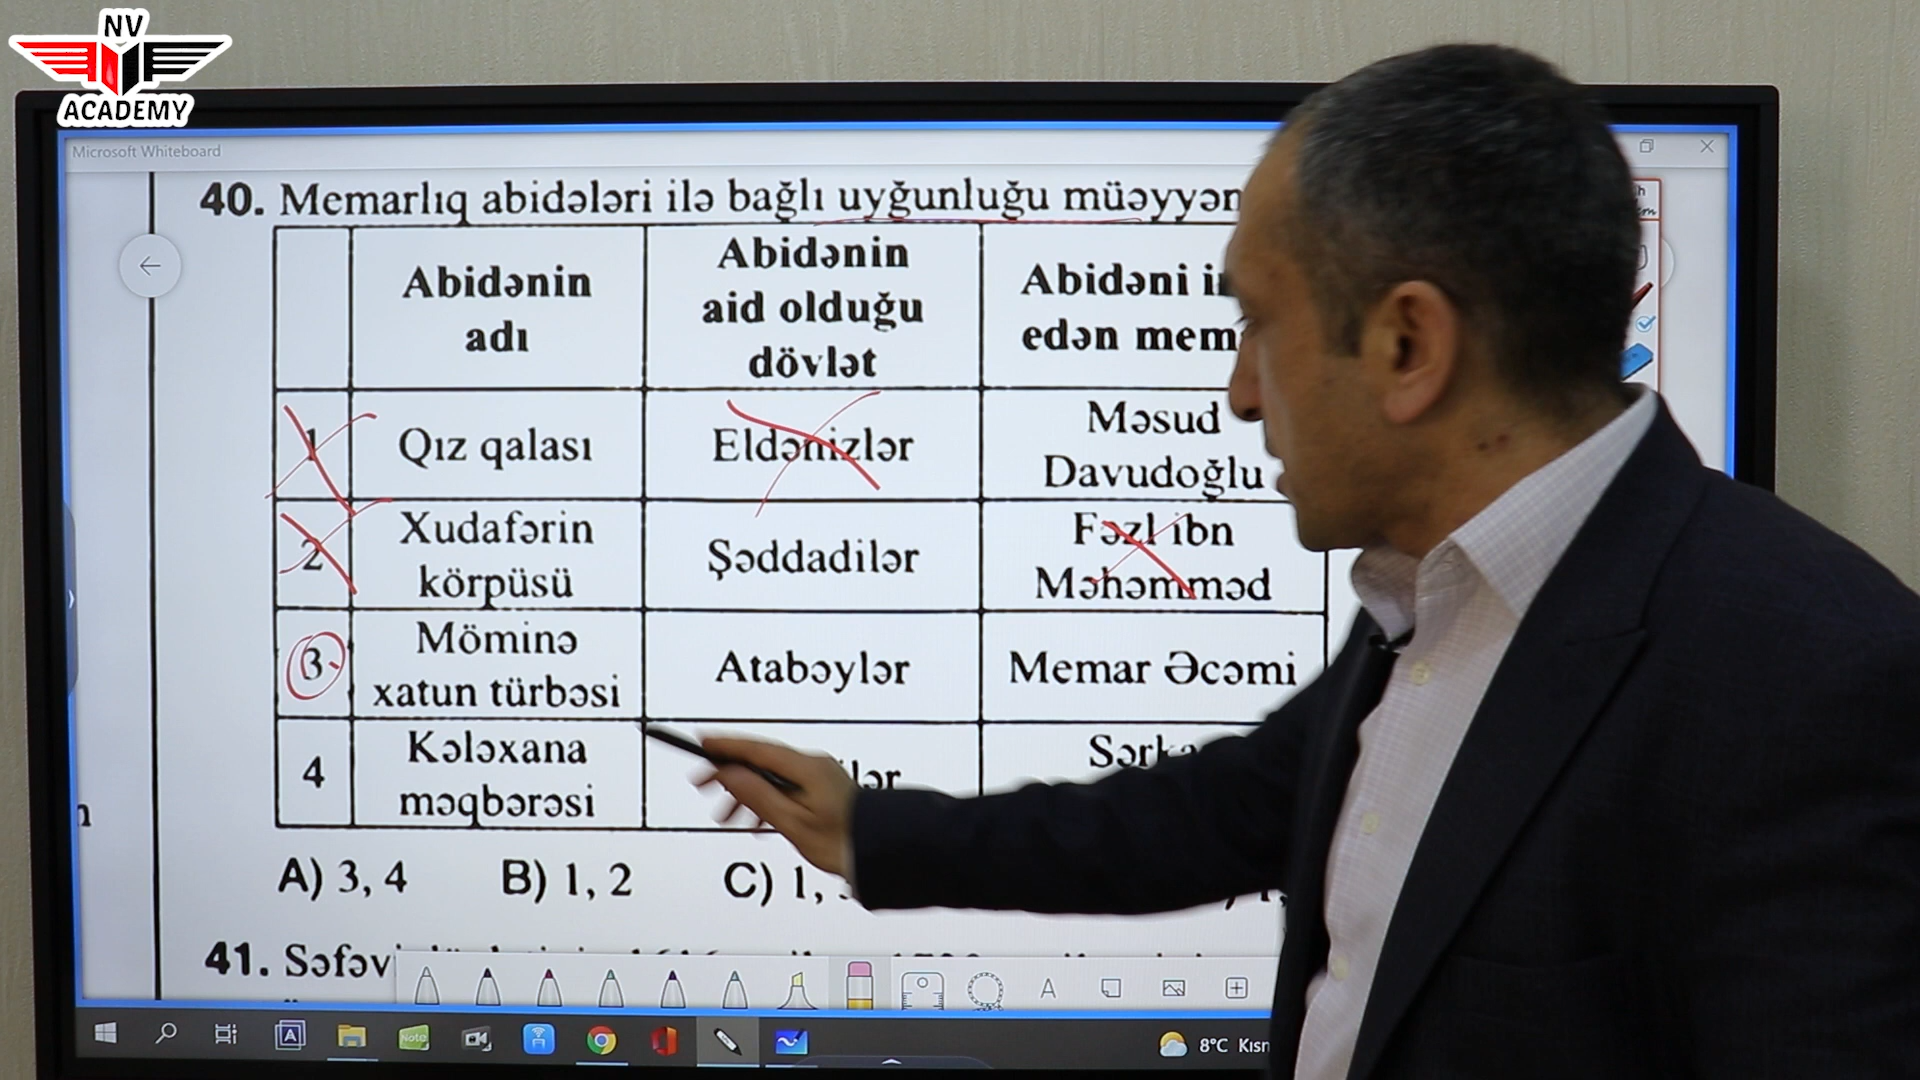 NV
ACADEMY
Microsoft Whiteboard
40. Memarlıq abidələri ilə bağlı uyğunluğu müəyyən
Abidənin adı
Abidənin aid olduğu dövlət
Abidəni
edən
1
Qız qalası
Eldənizlər
Məsud Davudoğlu
2
Xudafərin körpüsü
Şəddadilər
Fəzl ibn Məhəmməd
3
Möminə xatun türbəsi
Atabəylər
Memar Əcəmi
4
Kələxana məqbərəsi
A) 3, 4 B) 1, 2 C) 1,
41.
8°C